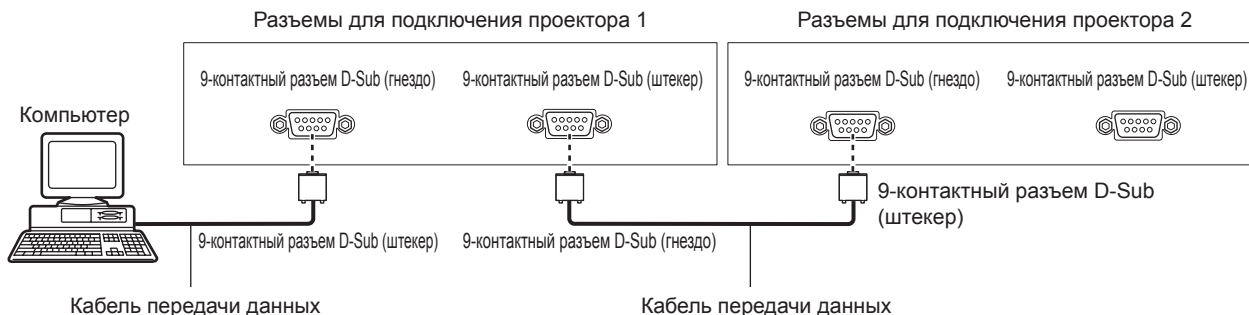 Разъемы для подключения проектора 1
Разъемы для подключения проектора 2
9-контактный разъем D-Sub (гнездо)
9-контактный разъем D-Sub (штекер)
9-контактный разъем D-Sub (гнездо)
9-контактный разъем D-Sub (штекер)
Компьютер
9-контактный разъем D-Sub
(штекер)
9-контактный разъем D-Sub (штекер)
9-контактный разъем D-Sub (гнездо)
Кабель передачи данных
Кабель передачи данных